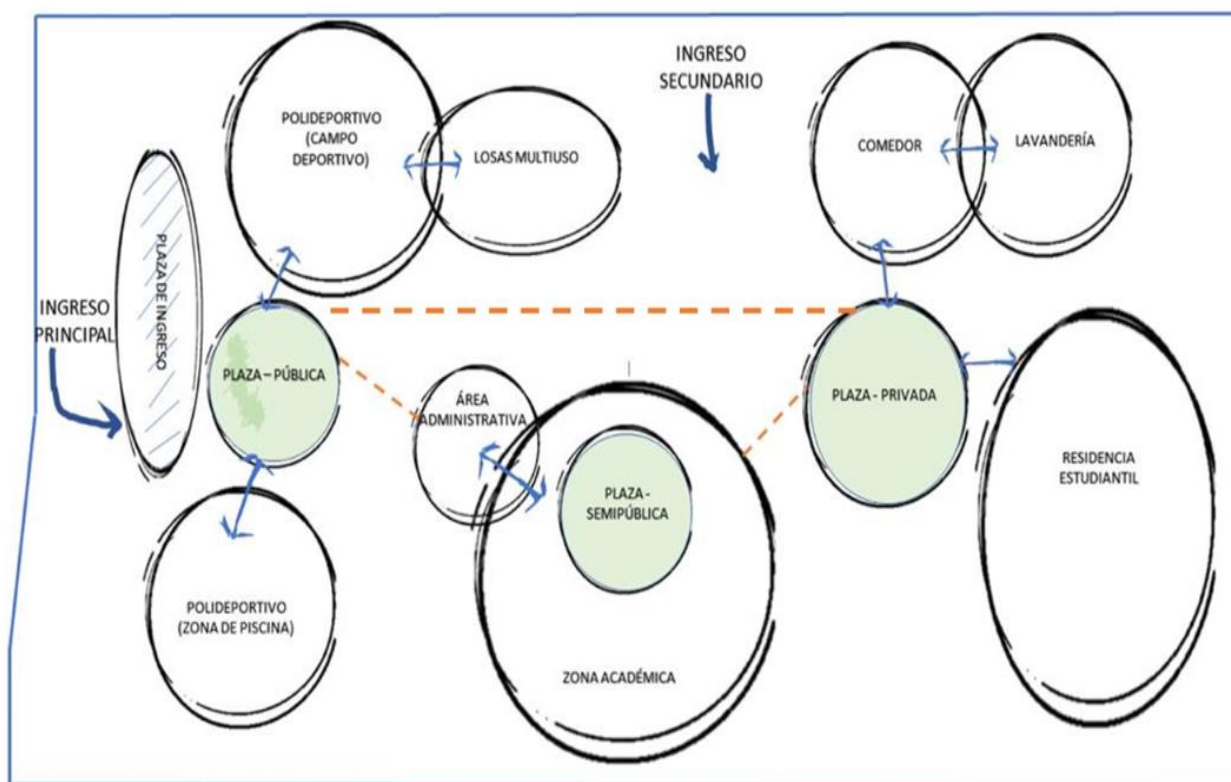 INGRESO
SECUNDARIO
POLIDEPORTIVO
(CAMPO
DEPORTIVO)
LOSAS MULTIUSO
COMEDOR
LAVANDERÍA
PLAZA DE INGRESO
INGRESO
PRINCIPAL
PLAZA – PÚBLICA
ÁREA
ADMINISTRATIVA
PLAZA - PRIVADA
RESIDENCIA
ESTUDIANTIL
PLAZA -
SEMIPÚBLICA
POLIDEPORTIVO
(ZONA DE PISCINA)
ZONA ACADÉMICA